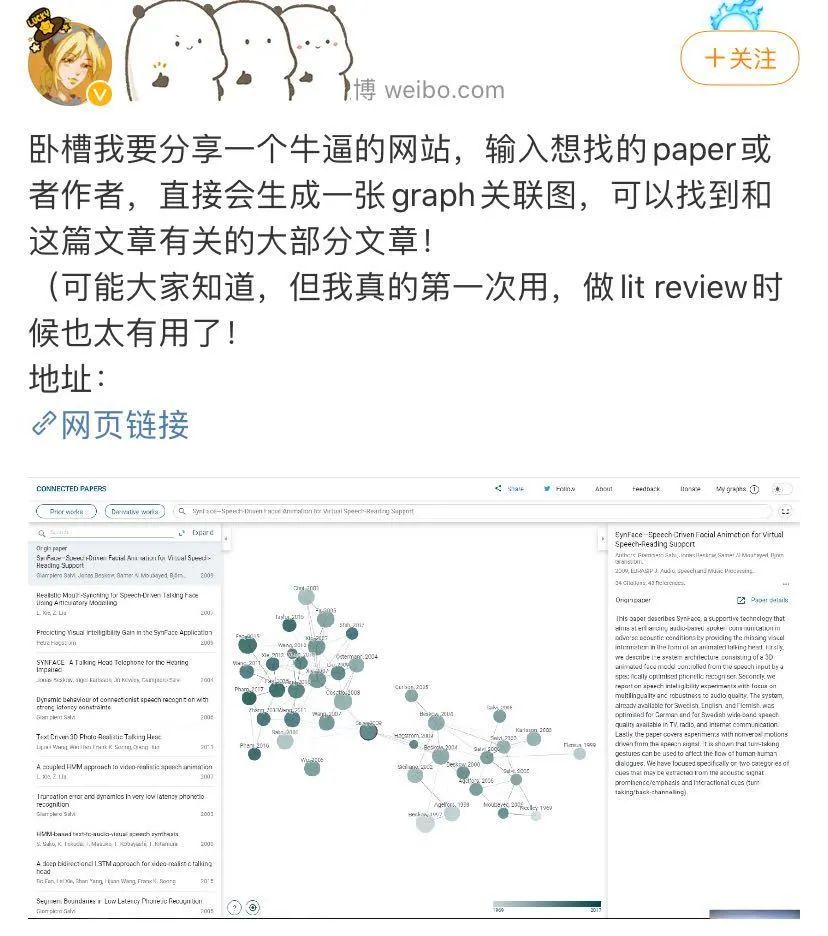 LUCKY
V
博 weibo.com
+关注
卧槽我要分享一个牛逼的网站，输入想找的paper或
者作者，直接会生成一张graph关联图，可以找到和
这篇文章有关的大部分文章！
（可能大家知道，但我真的第一次用，做lit review时
候也太有用了！
地址：
网页链接
CONNECTED PAPERS
Share
Follow
About
Feedback
Donate
My graphs 1
Prior works
Derivative works
SynFace—Speech-Driven Facial Animation for Virtual Speech-Reading Support
Search
Expand
Origin paper
SynFace—Speech-Driven Facial Animation for Virtual Speech-
Reading Support
Giampiero Salvi, Jonas Beskow, Samer Al Moubayed, Björn... 2009
Realistic Mouth-Synching for Speech-Driven Talking Face
Using Articulatory Modelling
L. Xie, Z. Liu 2007
Predicting Visual Intelligibility Gain in the SynFace Application
SYNFACE - A Talking Head Telephone for the Hearing
Impaired
Jonas Beskow, Inger Karlsson, Jo Kewley, Giampiero Salvi 2004
Dynamic behaviour of connectionist speech recognition with
strong latency constraints
Giampiero Salvi 2006
Text Driven 3D Photo-Realistic Talking Head
Lijuan Wang, Wei Han, Frank K. Soong, Qiang Huo 2011
A coupled HMM approach to video-realistic speech animation
L. Xie, Z. Liu 2007
Truncation error and dynamics in very low latency phonetic
recognition
Giampiero Salvi 2003
HMM-based text-to-audio-visual speech synthesis
S. Sako, K. Tokuda, T. Masuko, T. Kobayashi, T. Kitamura 2000
A deep bidirectional LSTM approach for video-realistic talking
head
Bo Fan, Lei Xie, Shan Yang, Lijuan Wang, Frank K. Soong 2015
Segment Boundaries in Low Latency Phonetic Recognition
Giampiero Salvi 2005
Taylor, 2016
Shih, 2017
Ostermann, 2004
Wang, 2011
Pham, 2017
Cosatto, 2003
Wang, 2007
Salvi, 2009
Pham, 2016
Wu, 2006
Carlson, 2005
Beskow, 2004
Hagström, 2004
Beskow, 2004
Siciliano, 2002
Beskow, 2000
Agelfors, 2006
Agelfors, 1998
Beskow, 1997
Salvi, 2006
Salvi, 2003
Karlsson, 2003
Salvi, 2005
Moubayed, 2009
Neelley, 1969
Floreus, 1999
1969
2017
SynFace—Speech-Driven Facial Animation for Virtual
Speech-Reading Support
Authors: Giampiero Salvi, Jonas Beskow, Samer Al Moubayed, Björn
Granström...
2009, EURASIP J. Audio, Speech and Music Processing..
34 Citations, 43 References.
Origin paper
Paper details
This paper describes SynFace, a supportive technology that
aims at enhancing audio-based spoken communication in
adverse acoustic conditions by providing the missing visual
information in the form of an animated talking head. Firstly,
we describe the system architecture, consisting of a 3D
animated face model controlled from the speech input by a
specifically optimised phonetic recogniser. Secondly, we
report on speech intelligibility experiments with focus on
multilinguality and robustness to audio quality. The system,
already available for Swedish, English, and Flemish, was
optimised for German and for Swedish wide-band speech
quality available in TV, radio, and Internet communication.
Lastly, the paper covers experiments with nonverbal motions
driven from the speech signal. It is shown that turn-taking
gestures can be used to affect the flow of human-human
dialogues. We have focused specifically on two categories of
cues that may be extracted from the acoustic signal:
prominence/emphasis and interactional cues (turn-
taking/back-channelling).